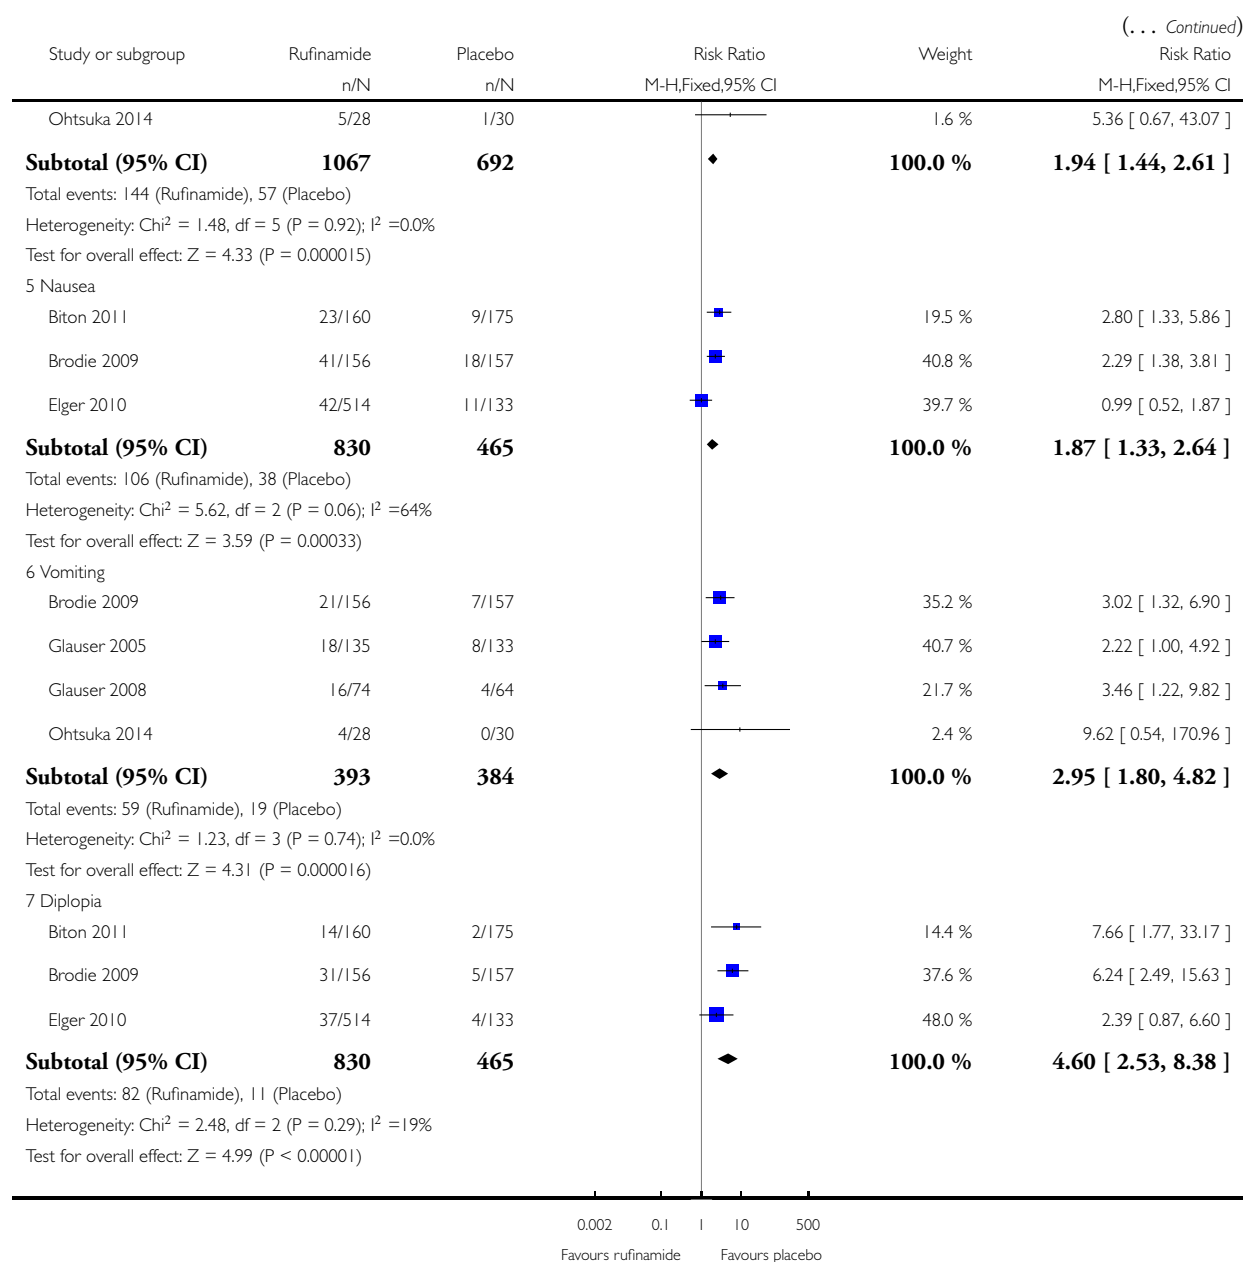 (... Continued)
Study or subgroup Rufinamide Placebo Risk Ratio Weight Risk Ratio
n/N n/N M-H,Fixed,95% CI M-H,Fixed,95% CI
Ohtsuka 2014 5/28 1/30 1.6 % 5.36 [ 0.67, 43.07 ]
Subtotal (95% CI) 1067 692 100.0 % 1.94 [ 1.44, 2.61 ]
Total events: 144 (Rufinamide), 57 (Placebo)
Heterogeneity: Chi² = 1.48, df = 5 (P = 0.92); I² =0.0%
Test for overall effect: Z = 4.33 (P = 0.000015)
5 Nausea
Biton 2011 23/160 9/175 19.5 % 2.80 [ 1.33, 5.86 ]
Brodie 2009 41/156 18/157 40.8 % 2.29 [ 1.38, 3.81 ]
Elger 2010 42/514 11/133 39.7 % 0.99 [ 0.52, 1.87 ]
Subtotal (95% CI) 830 465 100.0 % 1.87 [ 1.33, 2.64 ]
Total events: 106 (Rufinamide), 38 (Placebo)
Heterogeneity: Chi² = 5.62, df = 2 (P = 0.06); I² =64%
Test for overall effect: Z = 3.59 (P = 0.00033)
6 Vomiting
Brodie 2009 21/156 7/157 35.2 % 3.02 [ 1.32, 6.90 ]
Glauser 2005 18/135 8/133 40.7 % 2.22 [ 1.00, 4.92 ]
Glauser 2008 16/74 4/64 21.7 % 3.46 [ 1.22, 9.82 ]
Ohtsuka 2014 4/28 0/30 2.4 % 9.62 [ 0.54, 170.96 ]
Subtotal (95% CI) 393 384 100.0 % 2.95 [ 1.80, 4.82 ]
Total events: 59 (Rufinamide), 19 (Placebo)
Heterogeneity: Chi² = 1.23, df = 3 (P = 0.74); I² =0.0%
Test for overall effect: Z = 4.31 (P = 0.000016)
7 Diplopia
Biton 2011 14/160 2/175 14.4 % 7.66 [ 1.77, 33.17 ]
Brodie 2009 31/156 5/157 37.6 % 6.24 [ 2.49, 15.63 ]
Elger 2010 37/514 4/133 48.0 % 2.39 [ 0.87, 6.60 ]
Subtotal (95% CI) 830 465 100.0 % 4.60 [ 2.53, 8.38 ]
Total events: 82 (Rufinamide), 11 (Placebo)
Heterogeneity: Chi² = 2.48, df = 2 (P = 0.29); I² =19%
Test for overall effect: Z = 4.99 (P < 0.00001)
0.002 0.1 1 10 500
Favours rufinamide Favours placebo